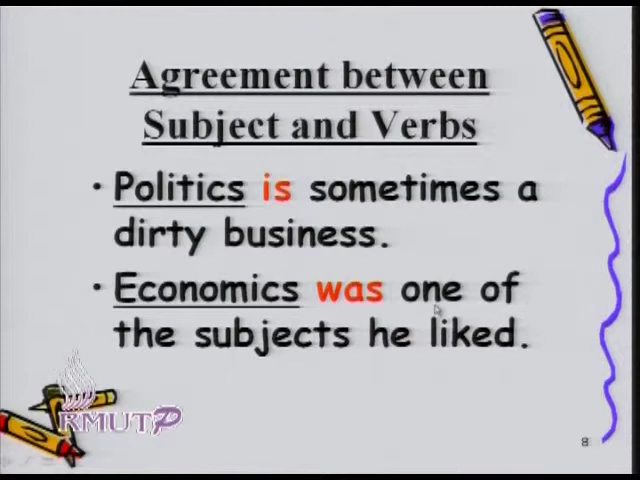 Agreement between
Subject and Verbs
• Politics is sometimes a
dirty business.
• Economics was one of
the subjects he liked.
RMUTP
8